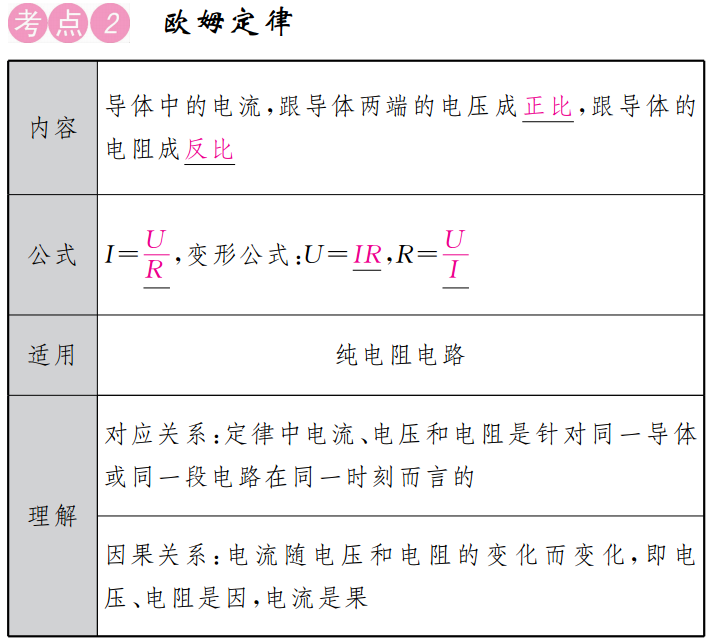 考点2 欧姆定律
内容
导体中的电流,跟导体两端的电压成正比,跟导体的
电阻成反比
公式
I=U/R,变形公式:U=IR,R=U/I
适用
纯电阻电路
理解
对应关系:定律中电流、电压和电阻是针对同一导体
或同一段电路在同一时刻而言的
因果关系:电流随电压和电阻的变化而变化,即电
压、电阻是因,电流是果